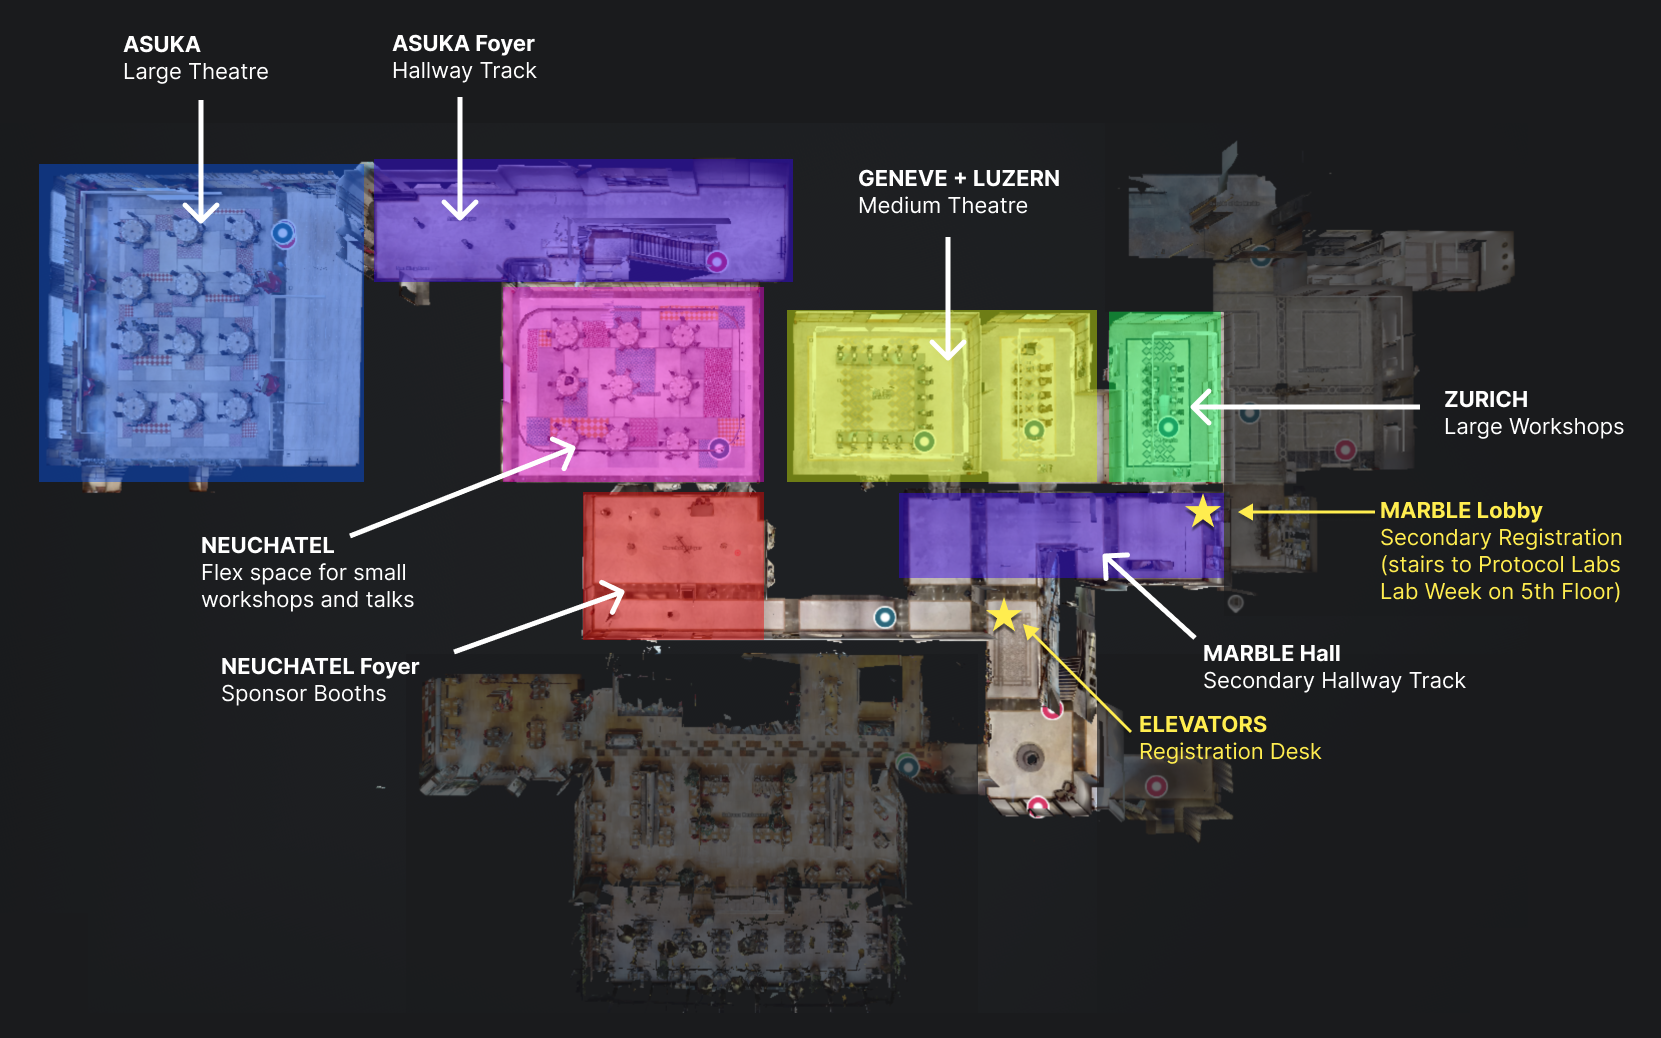 ASUKA
Large Theatre
ASUKA Foyer
Hallway Track
GENEVE + LUZERN
Medium Theatre
ZURICH
Large Workshops
MARBLE Lobby
Secondary Registration
(stairs to Protocol Labs
Lab Week on 5th Floor)
NEUCHATEL
Flex space for small
workshops and talks
NEUCHATEL Foyer
Sponsor Booths
MARBLE Hall
Secondary Hallway Track
ELEVATORS
Registration Desk